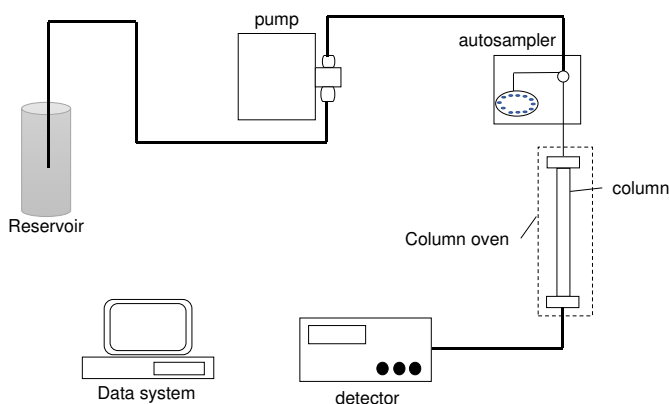 pump
autosampler
Reservoir
column
Column oven
Data system
detector